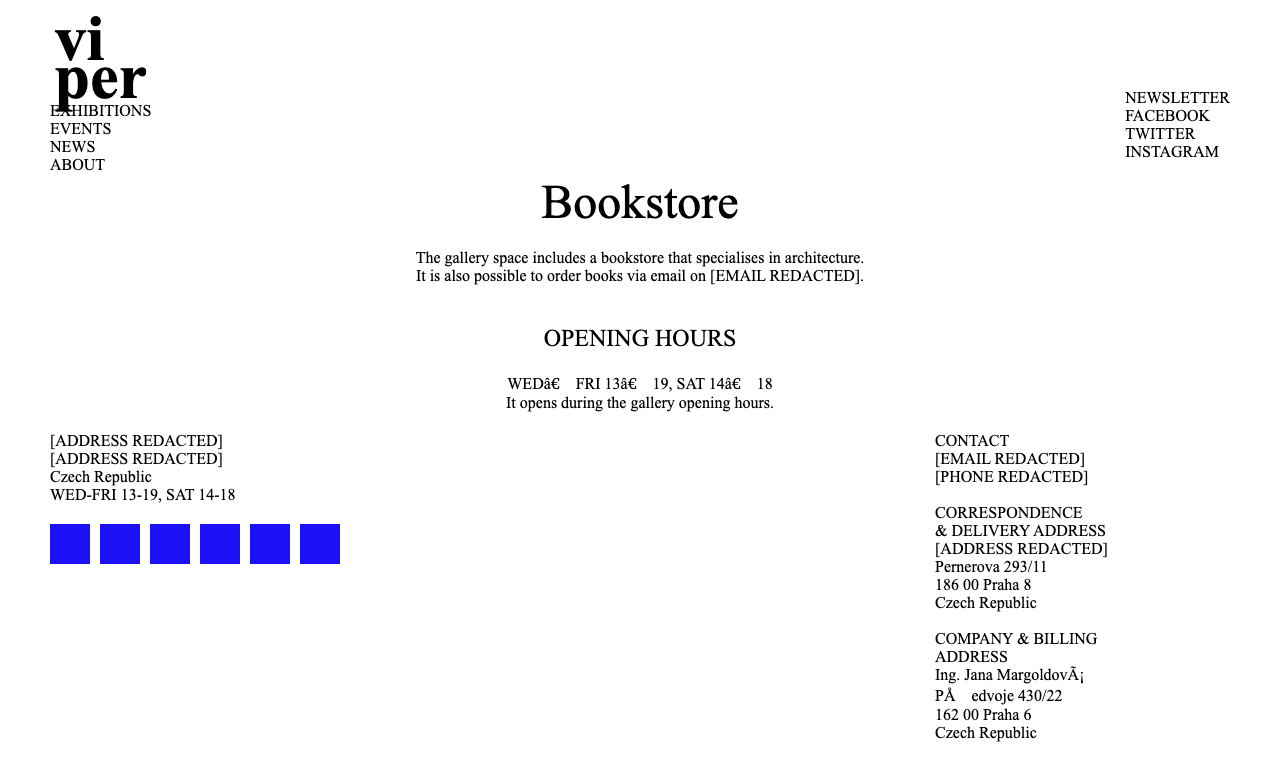 vi
per
EXHIBITIONS
EVENTS
NEWS
ABOUT
NEWSLETTER
FACEBOOK
TWITTER
INSTAGRAM
Bookstore
The gallery space includes a bookstore that specialises in architecture.
It is also possible to order books via email on [EMAIL REDACTED].
OPENING HOURS
WEDâ€ FRI 13â€ 19, SAT 14â€ 18
It opens during the gallery opening hours.
[ADDRESS REDACTED]
[ADDRESS REDACTED]
Czech Republic
WED-FRI 13-19, SAT 14-18
CONTACT
[EMAIL REDACTED]
[PHONE REDACTED]
CORRESPONDENCE
& DELIVERY ADDRESS
[ADDRESS REDACTED]
Pernerova 293/11
186 00 Praha 8
Czech Republic
COMPANY & BILLING
ADDRESS
Ing. Jana MargoldovÃ¡
PÅ edvoje 430/22
162 00 Praha 6
Czech Republic